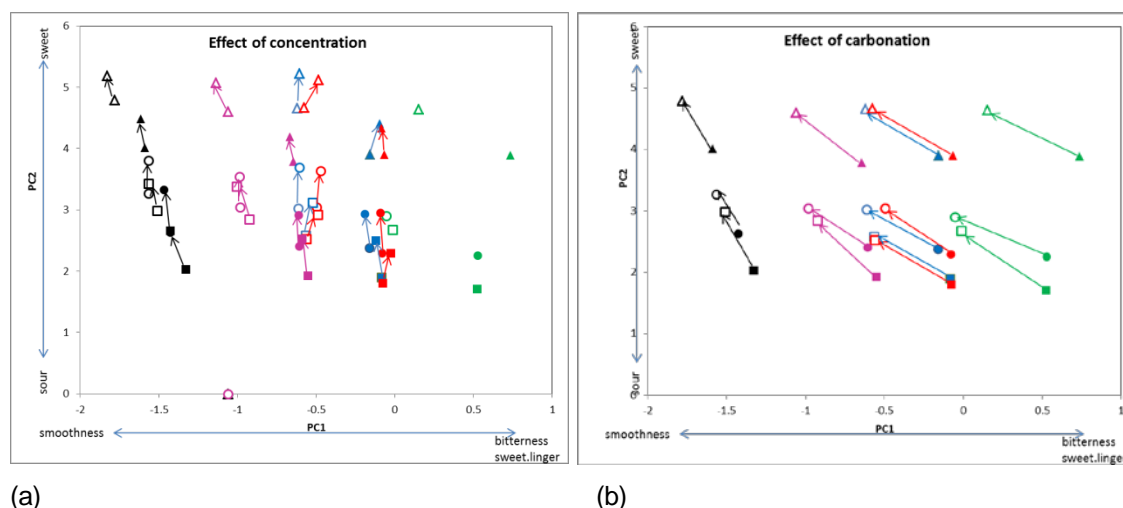 Effect of concentration
sweet
6
5
4
3
2
1
0
PC2
sour
-2
-1.5
-1
-0.5
0
0.5
1
PC1
smoothness
bitterness
sweet.linger
(a)
Effect of carbonation
sweet
6
5
4
3
2
1
0
PC2
sour
-2
-1.5
-1
-0.5
0
0.5
1
PC1
smoothness
bitterness
sweet.linger
(b)